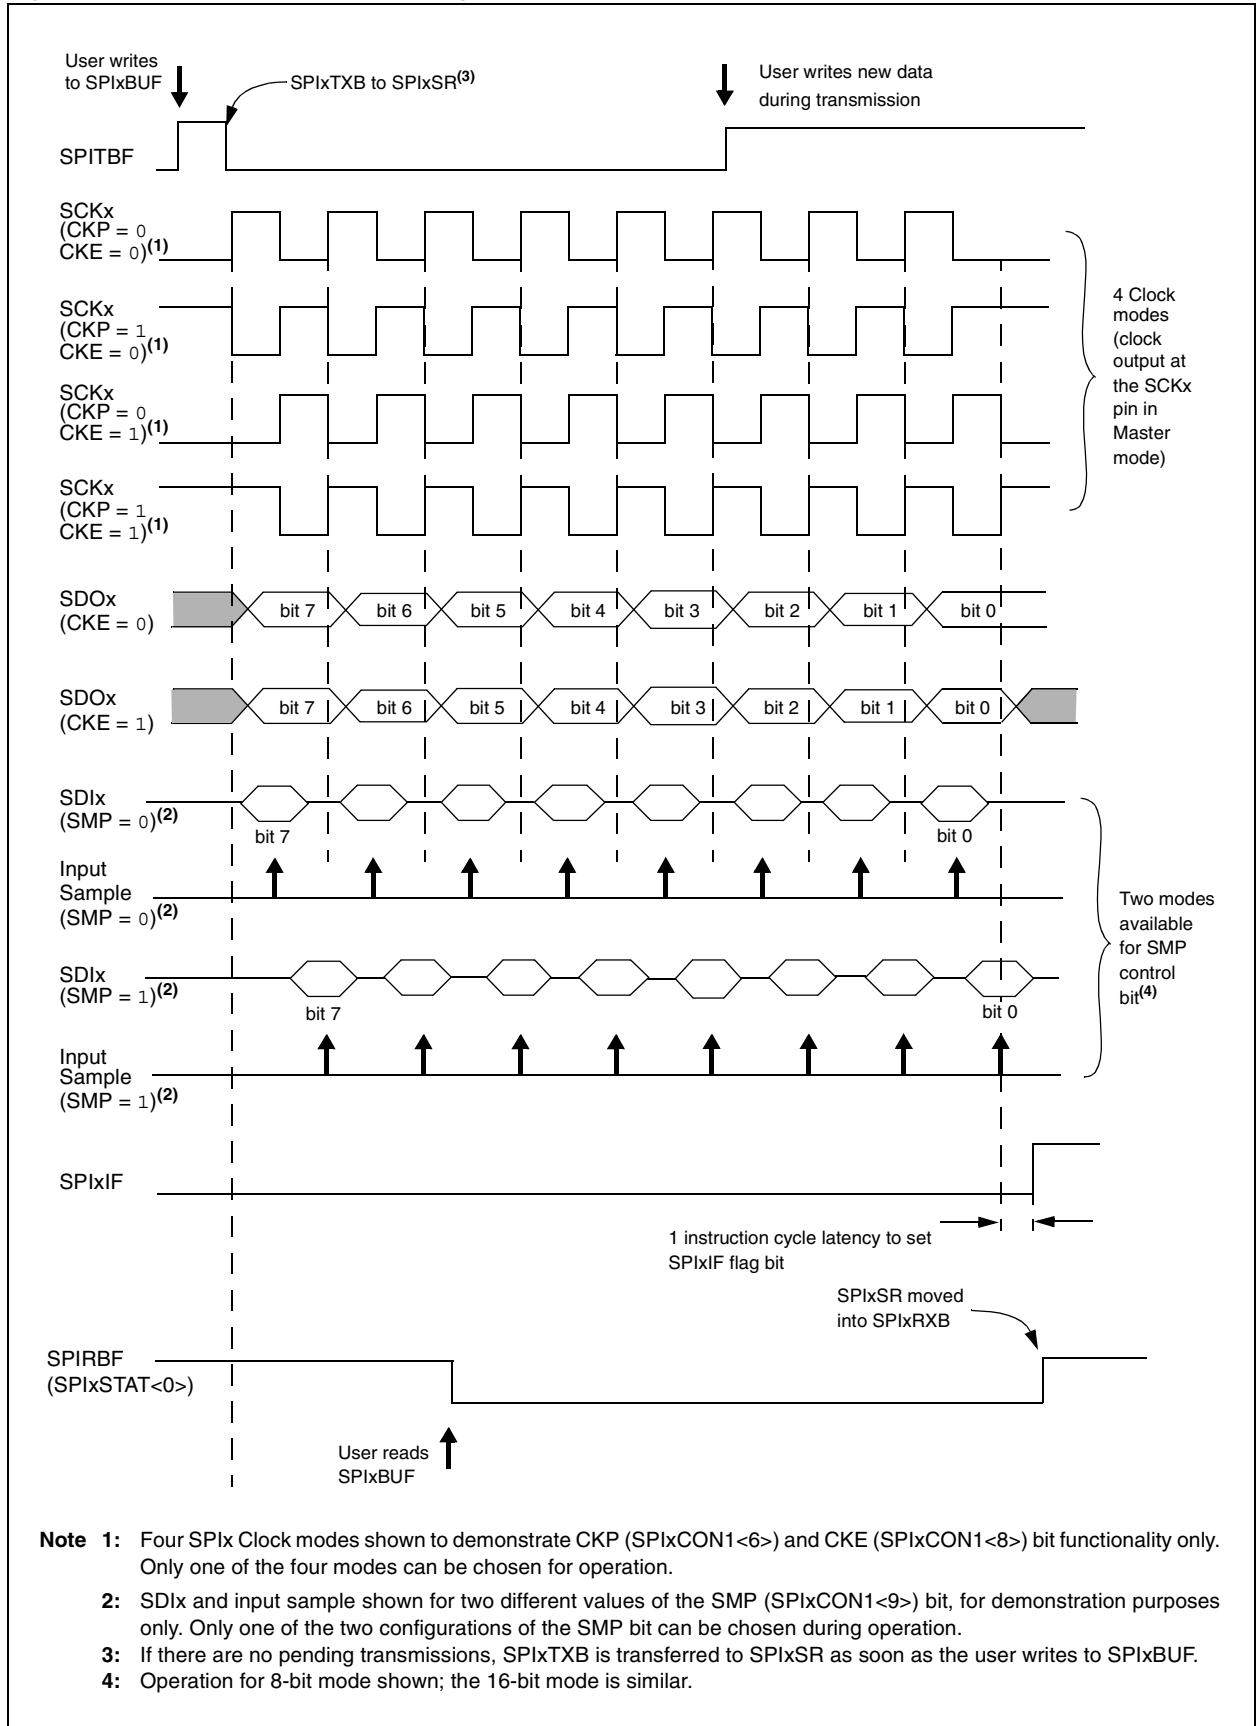 User writes
to SPIxBUF
SPIxTXB to SPIxSR(3)
User writes new data
during transmission
SPITBF
SCKx
(CKP = 0
CKE = 0)(1)
SCKx
(CKP = 1
CKE = 0)(1)
SCKx
(CKP = 0
CKE = 1)(1)
SCKx
(CKP = 1
CKE = 1)(1)
4 Clock
modes
(clock
output at
the SCKx
pin in
Master
mode)
SDOx
(CKE = 0)
bit 7 bit 6 bit 5 bit 4 bit 3 bit 2 bit 1 bit 0
SDOx
(CKE = 1)
bit 7 bit 6 bit 5 bit 4 bit 3 bit 2 bit 1 bit 0
SDIx
(SMP = 0)(2)
bit 7 bit 0
Input
Sample
(SMP = 0)(2)
SDIx
(SMP = 1)(2)
bit 7 bit 0
Input
Sample
(SMP = 1)(2)
Two modes
available
for SMP
control
bit(4)
SPIxIF
1 instruction cycle latency to set
SPIxIF flag bit
SPIxSR moved
into SPIxRXB
SPIRBF
(SPIxSTAT<0>)
User reads
SPIxBUF
Note 1: Four SPIx Clock modes shown to demonstrate CKP (SPIxCON1<6>) and CKE (SPIxCON1<8>) bit functionality only.
Only one of the four modes can be chosen for operation.
2: SDIx and input sample shown for two different values of the SMP (SPIxCON1<9>) bit, for demonstration purposes
only. Only one of the two configurations of the SMP bit can be chosen during operation.
3: If there are no pending transmissions, SPIxTXB is transferred to SPIxSR as soon as the user writes to SPIxBUF.
4: Operation for 8-bit mode shown; the 16-bit mode is similar.